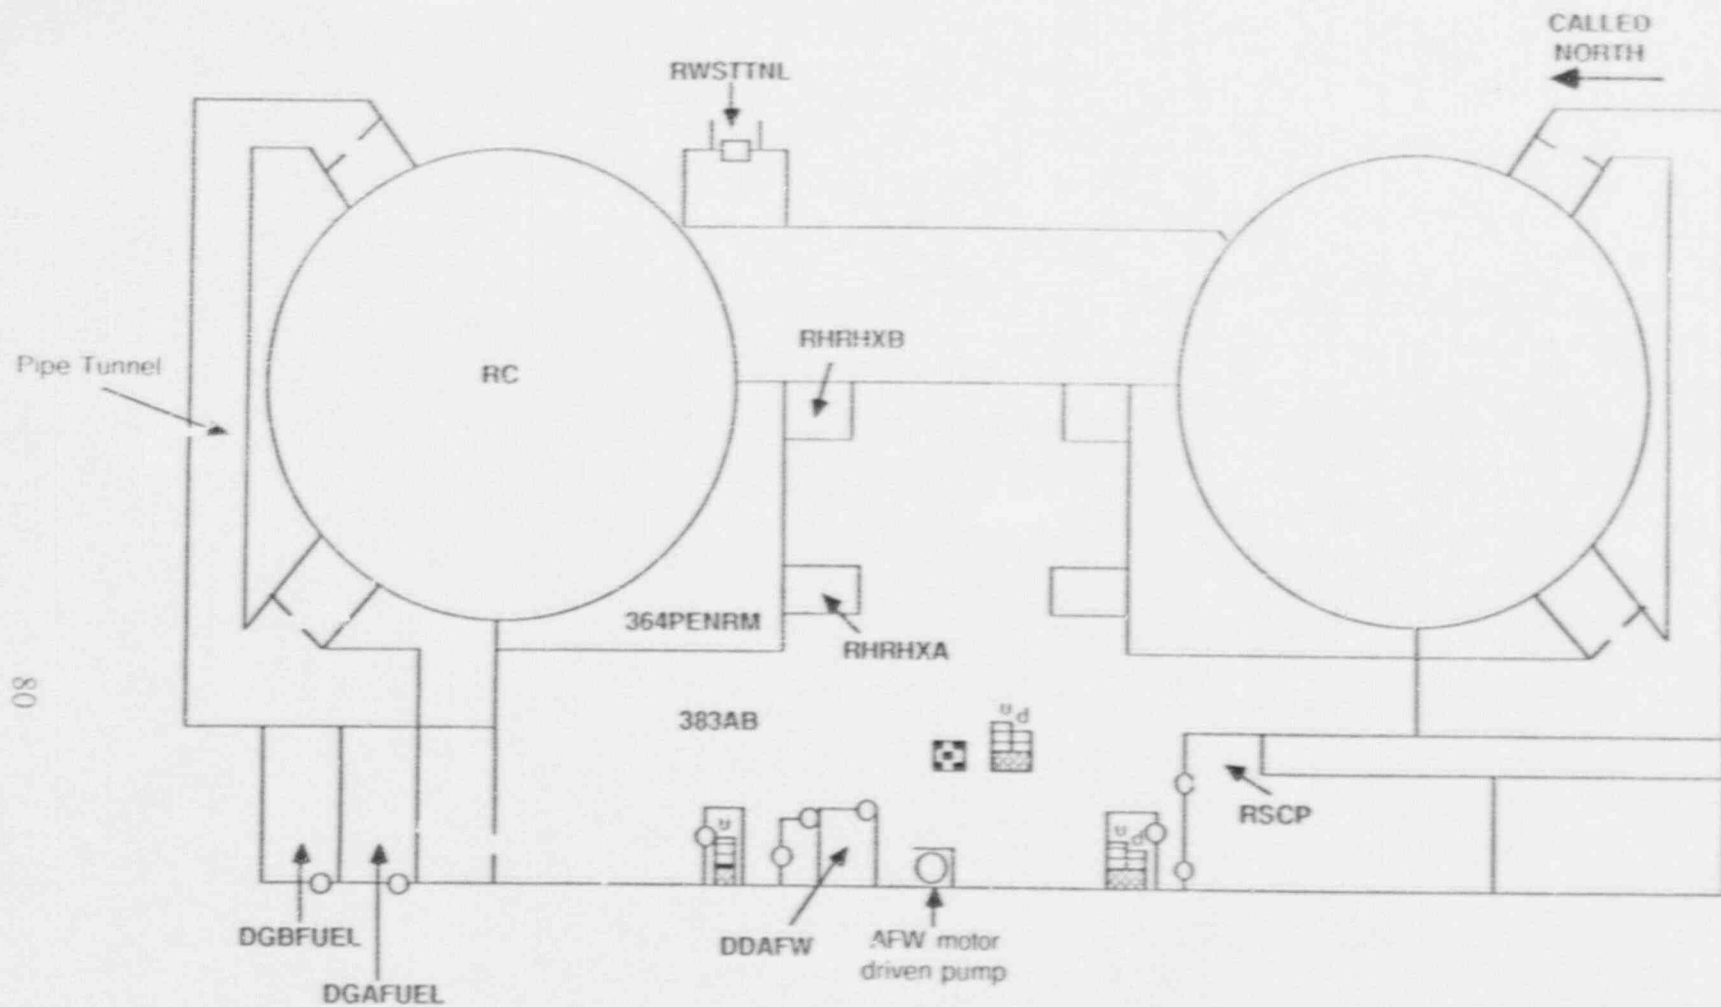 CALLED
NORTH
RWSTTNL
RHRHXB
Pipe Tunnel
RC
364PENRM
RHRHXA
80
383AB
u
d
u
u
d
RSCP
DGBFUEL
DDAFW
AFW motor
driven pump
DGAFUEL